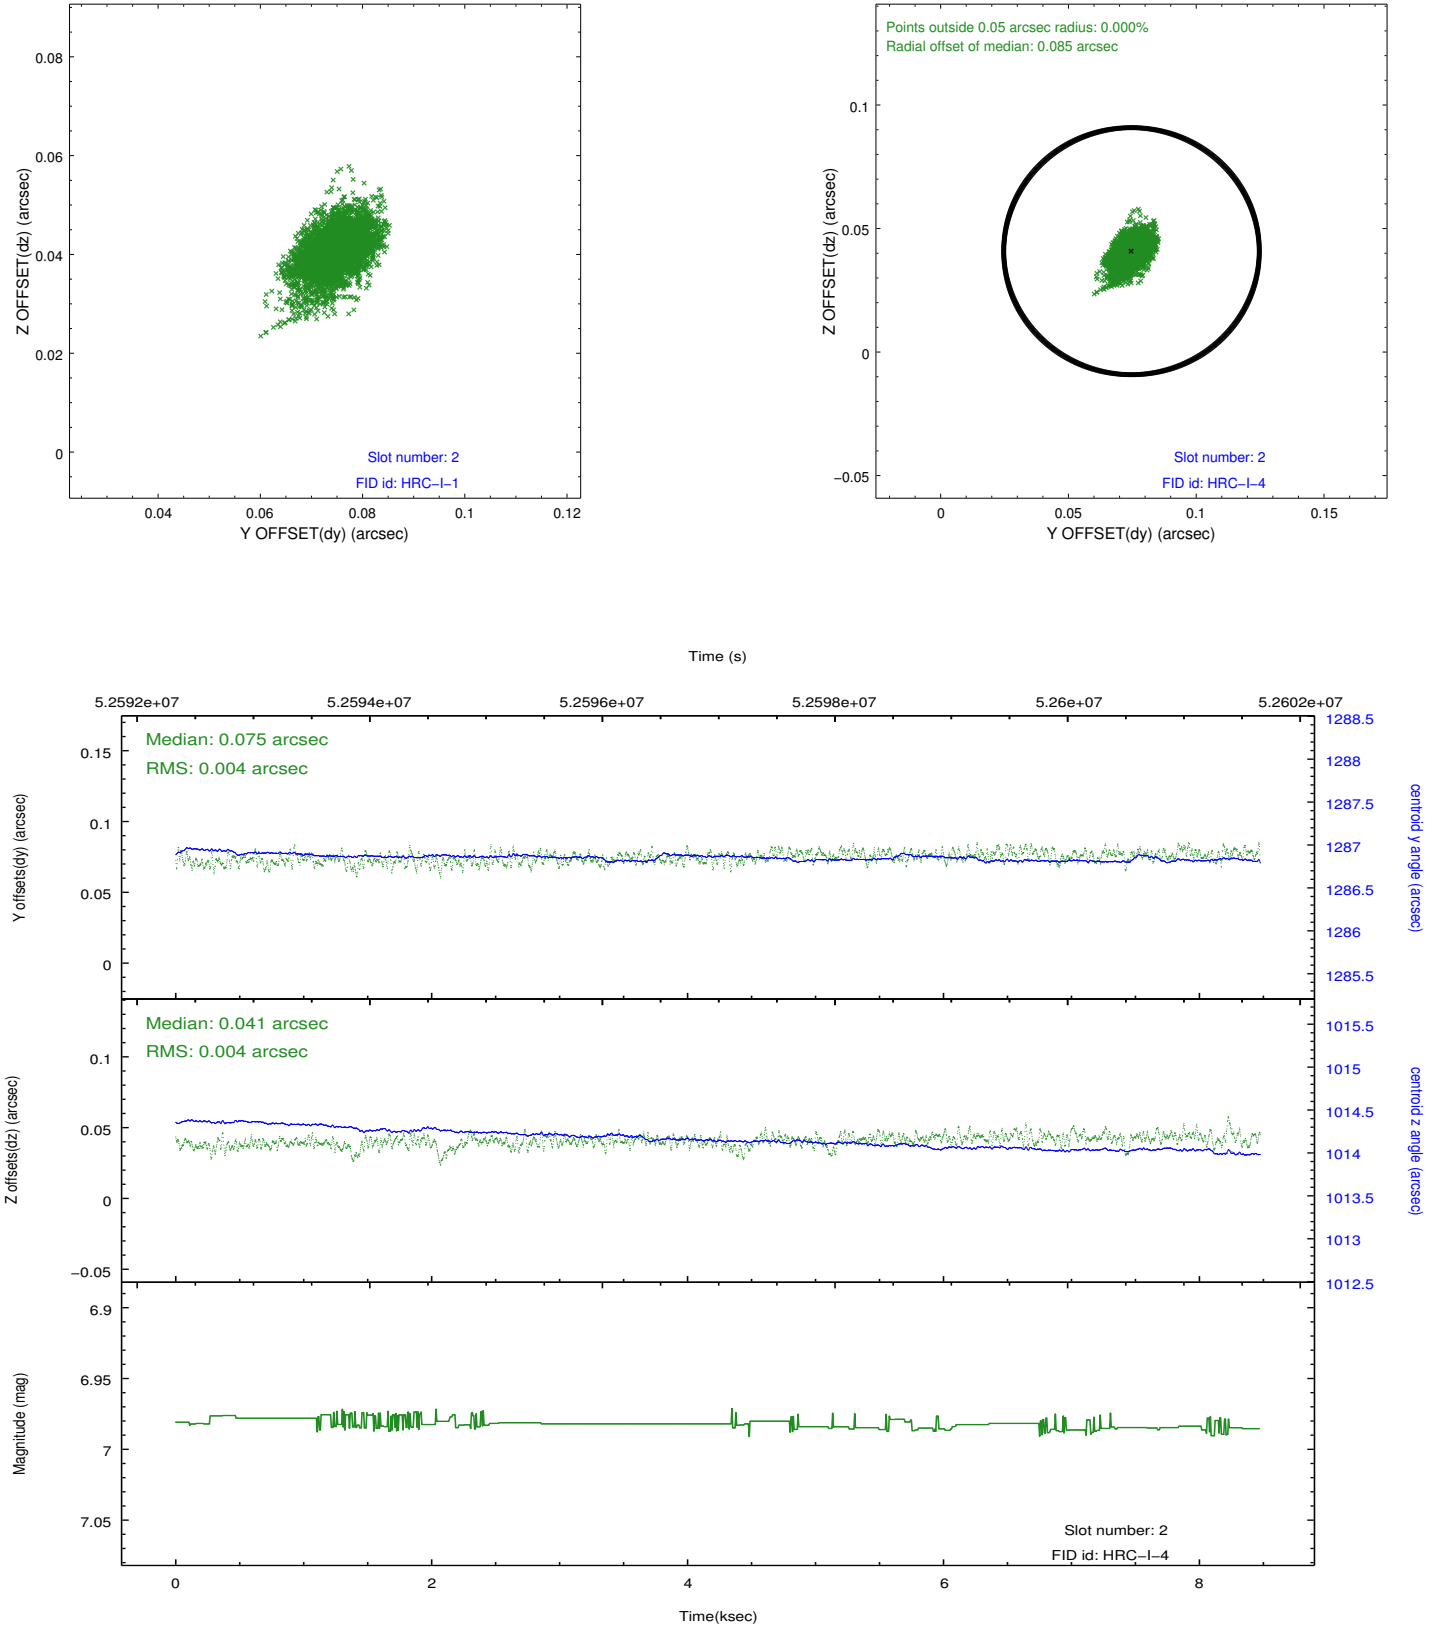 0.08
0.06
0.04
0.02
0
Z OFFSET(dz) (arcsec)
Slot number: 2
FID id: HRC−I−1
0.04
0.06
0.08
0.1
0.12
Y OFFSET(dy) (arcsec)
Points outside 0.05 arcsec radius: 0.000%
Radial offset of median: 0.085 arcsec
0.1
0.05
0
−0.05
Z OFFSET(dz) (arcsec)
Slot number: 2
FID id: HRC−I−4
0
0.05
0.1
0.15
Y OFFSET(dy) (arcsec)
Time (s)
5.2592e+07
5.2594e+07
5.2596e+07
5.2598e+07
5.26e+07
5.2602e+07
Median: 0.075 arcsec
RMS: 0.004 arcsec
0.15
0.1
0.05
0
Y offsets(dy) (arcsec)
1288.5
1288
1287.5
1287
1286.5
1286
1285.5
centroid y angle (arcsec)
Median: 0.041 arcsec
RMS: 0.004 arcsec
0.1
0.05
0
−0.05
Z offsets(dz) (arcsec)
1015.5
1015
1014.5
1014
1013.5
1013
1012.5
centroid z angle (arcsec)
6.9
6.95
7
7.05
Magnitude (mag)
Slot number: 2
FID id: HRC−I−4
0
2
4
6
8
Time(ksec)